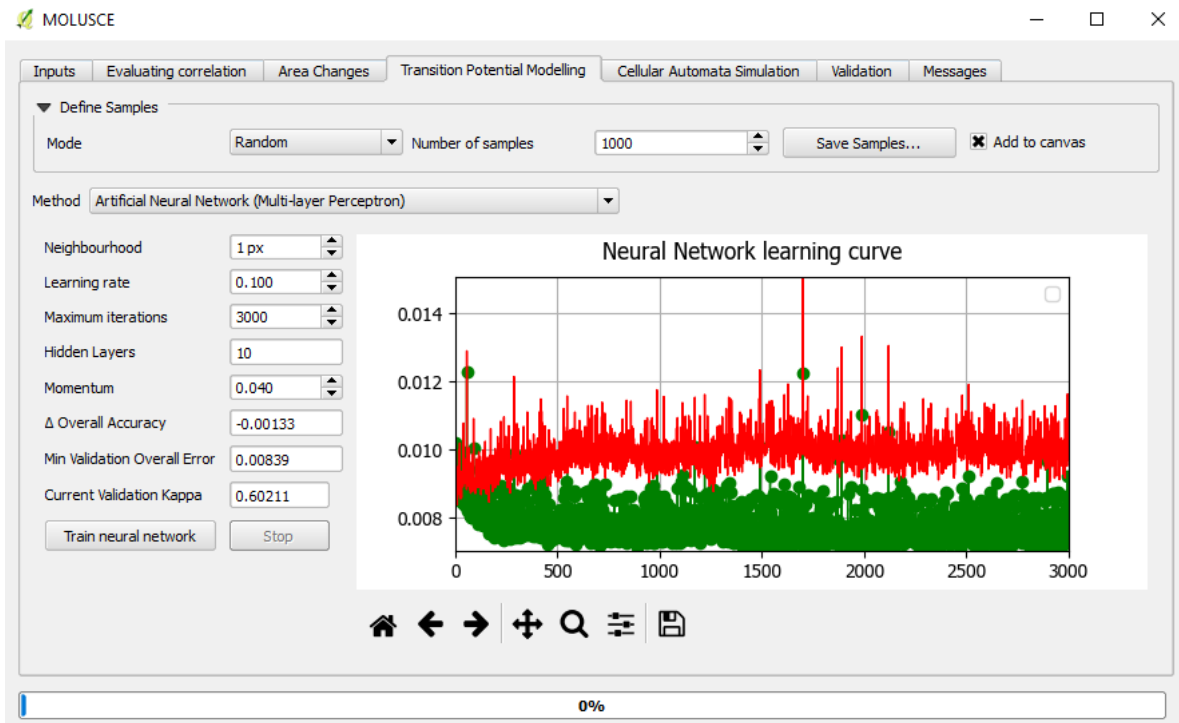 MOLUSCE
Inputs Evaluating correlation Area Changes Transition Potential Modelling Cellular Automata Simulation Validation Messages
Define Samples
Mode Random Number of samples 1000 Save Samples... Add to canvas
Method Artificial Neural Network (Multi-layer Perceptron)
Neighbourhood 1 px
Learning rate 0.100
Maximum iterations 3000
Hidden Layers 10
Momentum 0.040
Δ Overall Accuracy -0.00133
Min Validation Overall Error 0.00839
Current Validation Kappa 0.60211
Train neural network Stop
Neural Network learning curve
0.014
0.012
0.010
0.008
0 500 1000 1500 2000 2500 3000
0%